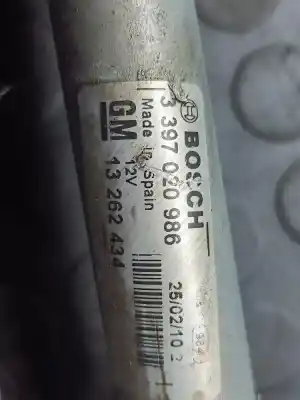 BOSCH
3 397 020 986
Made in Spain
12V
GM 13 262 434
25/02/10 2